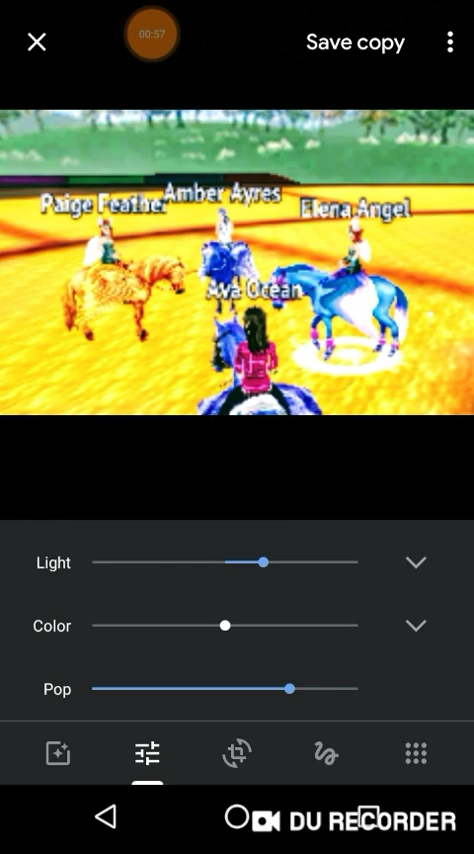 00:57
Save copy
Amber Ayres
Paige Feather
Elena Angel
Ava Ocean
Light
Color
Pop
DU RECORDER